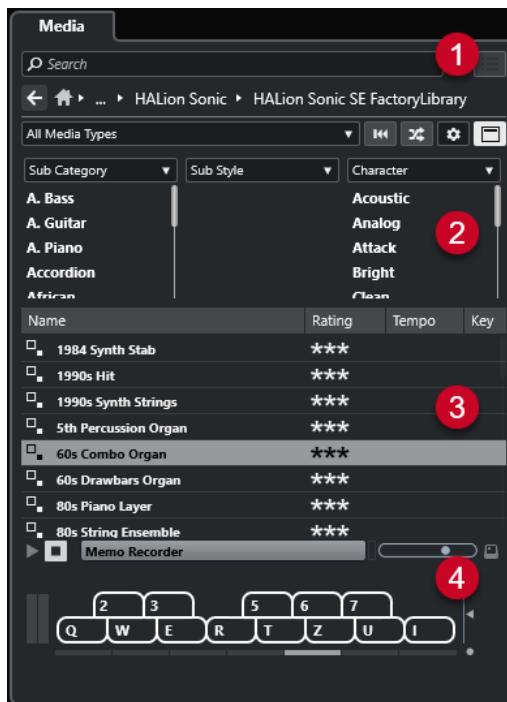 Media
Search
1
... HALion Sonic HALion Sonic SE FactoryLibrary
All Media Types
Sub Category Sub Style Character
A. Bass Acoustic
A. Guitar Analog
2
A. Piano Attack
Accordion Bright
African Clean
Name Rating Tempo Key
1984 Synth Stab ***
1990s Hit ***
1990s Synth Strings ***
3
5th Percussion Organ ***
60s Combo Organ ***
60s Drawbars Organ ***
80s Piano Layer ***
80s String Ensemble ***
Memo Recorder
4
2 3 5 6 7
Q W E R T Z U I